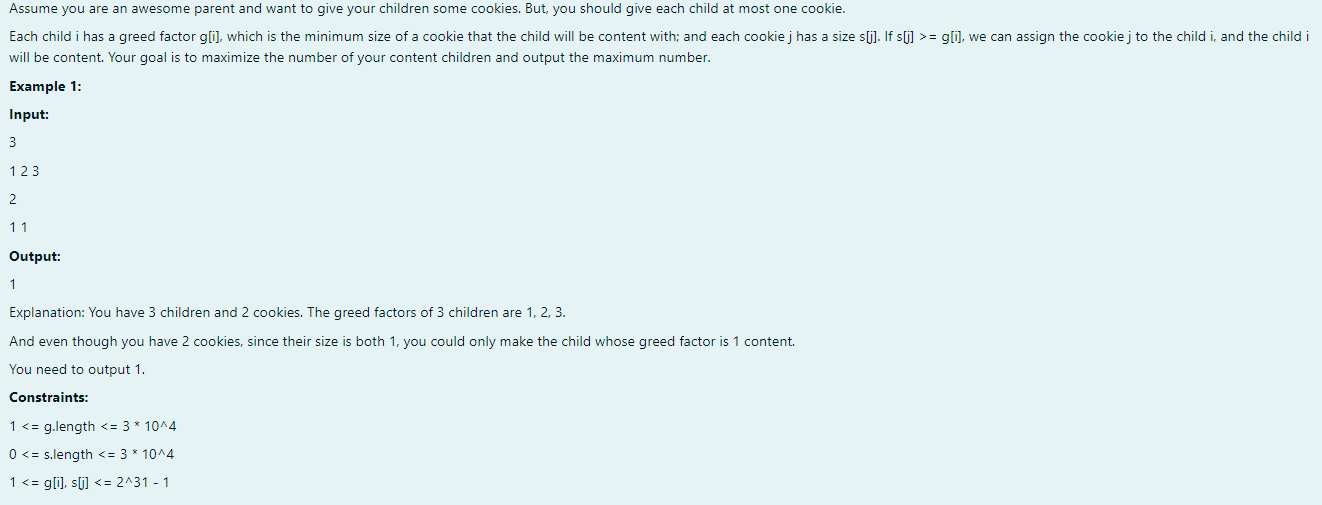 Assume you are an awesome parent and want to give your children some cookies. But, you should give each child at most one cookie.
Each child i has a greed factor g[i], which is the minimum size of a cookie that the child will be content with; and each cookie j has a size s[j]. If s[j] >= g[i], we can assign the cookie j to the child i, and the child i
will be content. Your goal is to maximize the number of your content children and output the maximum number.
Example 1:
Input:
3
1 2 3
2
1 1
Output:
1
Explanation: You have 3 children and 2 cookies. The greed factors of 3 children are 1, 2, 3.
And even though you have 2 cookies, since their size is both 1, you could only make the child whose greed factor is 1 content.
You need to output 1.
Constraints:
1 <= g.length <= 3 * 10^4
0 <= s.length <= 3 * 10^4
1 <= g[i], s[j] <= 2^31 - 1